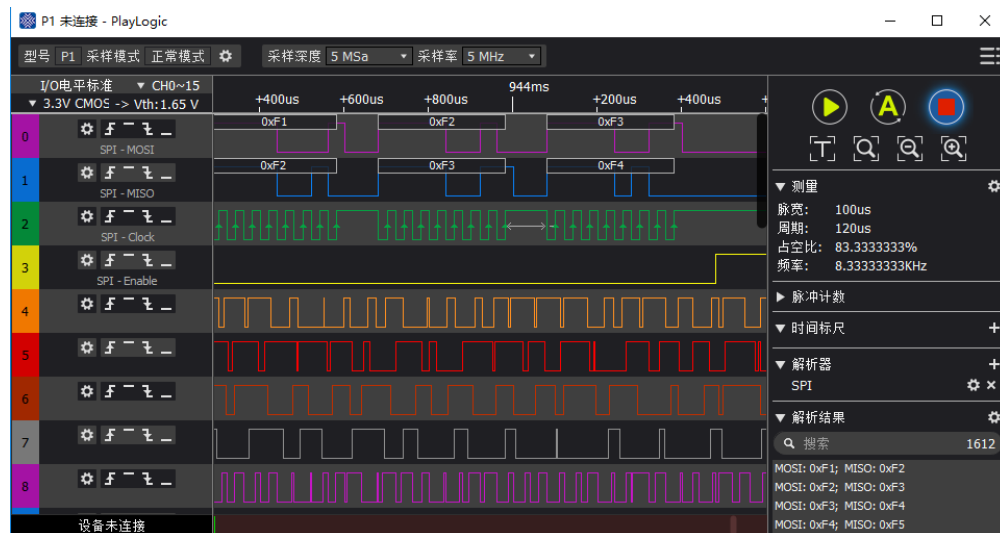 P1 未连接 - PlayLogic
型号 P1 采样模式 正常模式 采样深度 5 MSa 采样率 5 MHz
I/O电平标准 CH0~15
3.3V CMOS -> Vth:1.65 V
944ms
+400us +600us +800us +200us +400us +
0 SPI - MOSI 0xF1 0xF2 0xF3
1 SPI - MISO 0xF2 0xF3 0xF4
2 SPI - Clock
3 SPI - Enable
4
5
6
7
8
设备未连接
A
T
测量
脉宽: 100us
周期: 120us
占空比: 83.3333333%
频率: 8.33333333KHz
脉冲计数
时间标尺
解析器
SPI
解析结果
搜索 1612
MOSI: 0xF1; MISO: 0xF2
MOSI: 0xF2; MISO: 0xF3
MOSI: 0xF3; MISO: 0xF4
MOSI: 0xF4; MISO: 0xF5